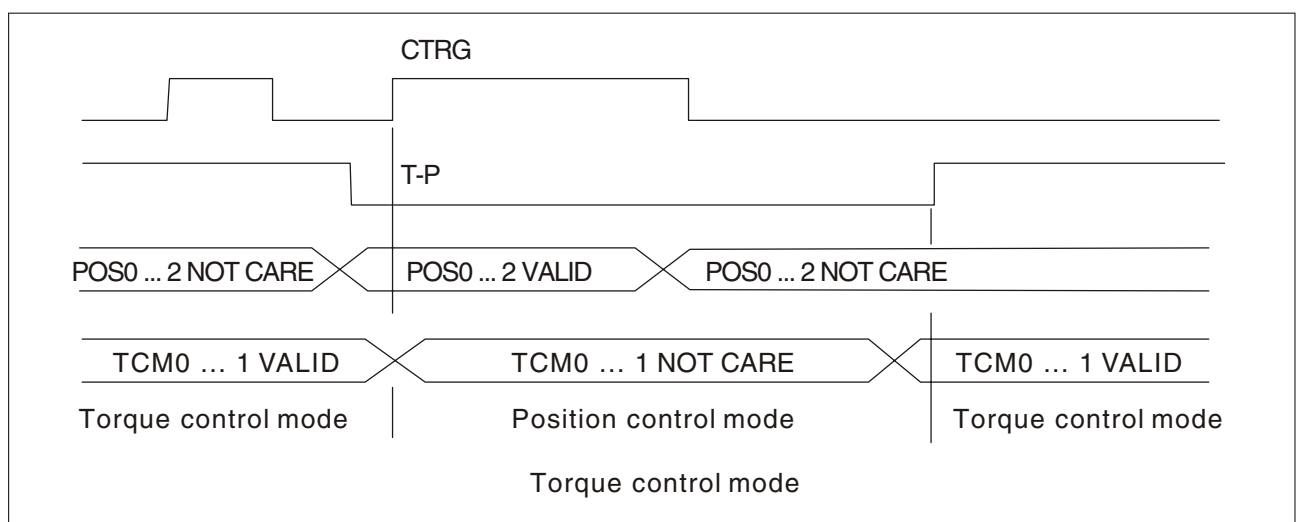 CTRG
T-P
POS0 ... 2 NOT CARE POS0 ... 2 VALID POS0 ... 2 NOT CARE
TCM0 ... 1 VALID TCM0 ... 1 NOT CARE TCM0 ... 1 VALID
Torque control mode Position control mode Torque control mode
Torque control mode